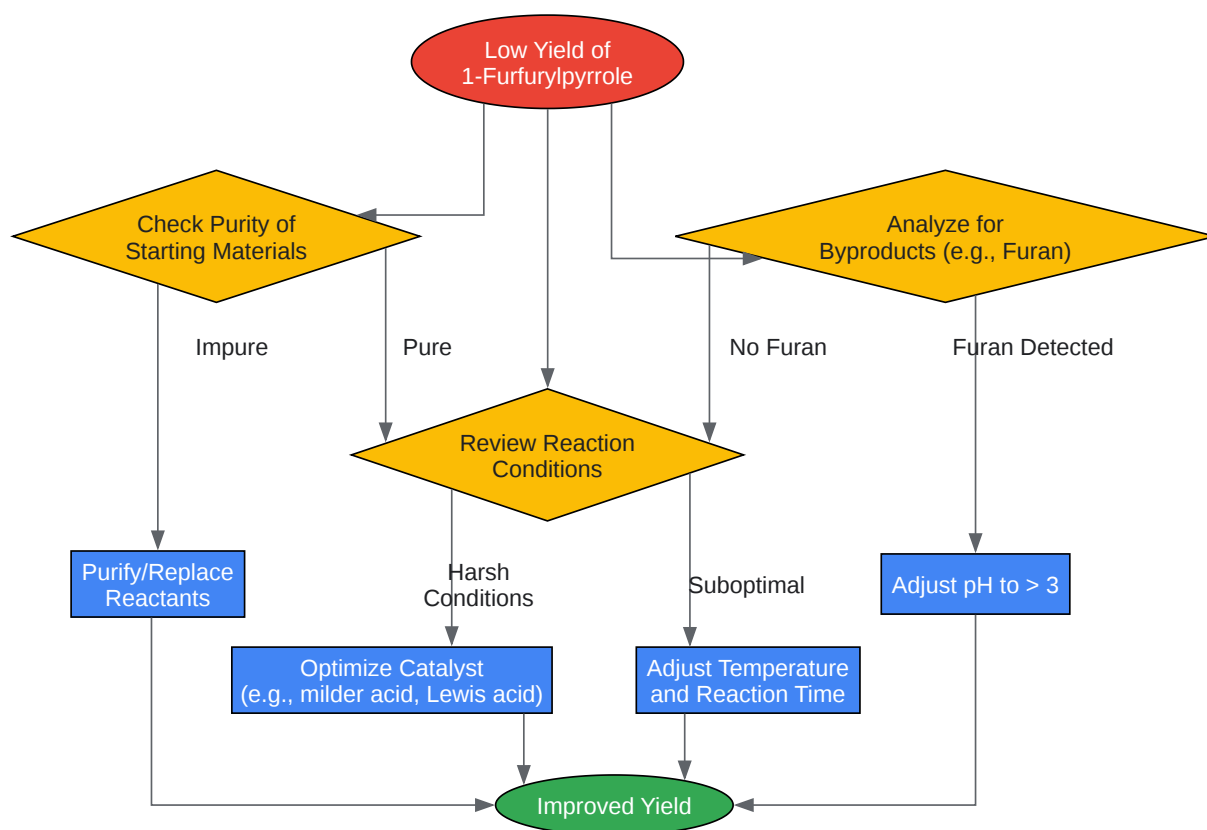 Low Yield of
1-Furfurylpyrrole
Check Purity of
Starting Materials
Analyze for
Byproducts (e.g., Furan)
Impure
Pure
No Furan
Furan Detected
Review Reaction
Conditions
Purify/Replace
Reactants
Harsh
Conditions
Suboptimal
Adjust pH to > 3
Optimize Catalyst
(e.g., milder acid, Lewis acid)
Adjust Temperature
and Reaction Time
Improved Yield